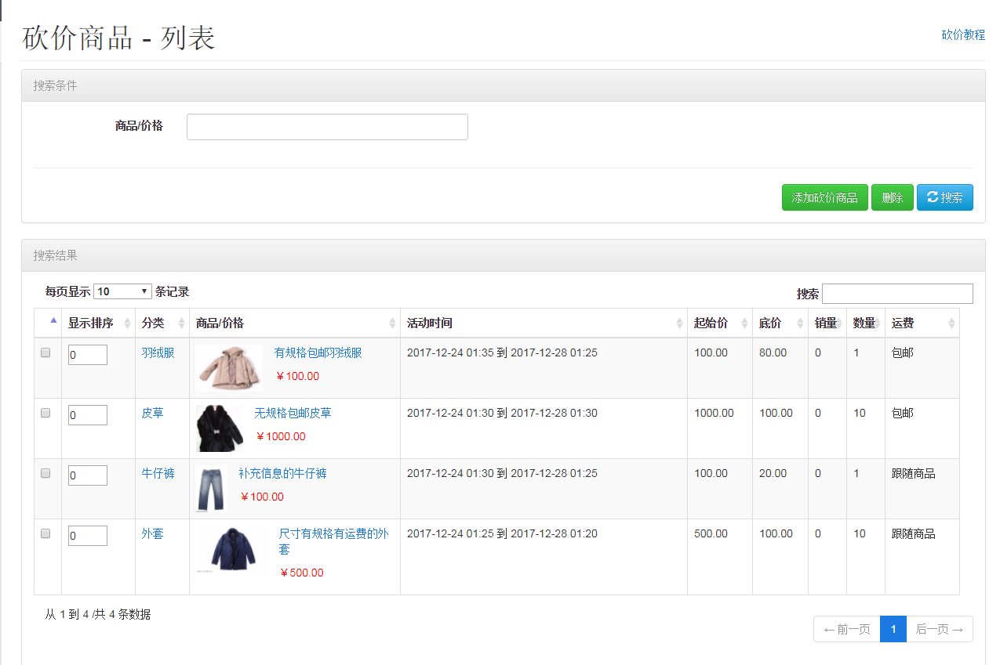 砍价商品 - 列表
砍价教程
搜索条件
商品/价格
添加砍价商品 删除 搜索
搜索结果
每页显示 10 条记录
搜索
显示排序 分类 商品/价格 活动时间 起始价 底价 销量 数量 运费
0 羽绒服 有规格包邮羽绒服 2017-12-24 01:35 到 2017-12-28 01:25 100.00 80.00 0 1 包邮
￥100.00
0 皮草 无规格包邮皮草 2017-12-24 01:30 到 2017-12-28 01:30 1000.00 100.00 0 10 包邮
￥1000.00
0 牛仔裤 补充信息的牛仔裤 2017-12-24 01:30 到 2017-12-28 01:25 100.00 20.00 0 1 跟随商品
￥100.00
0 外套 尺寸有规格有运费的外 2017-12-24 01:25 到 2017-12-28 01:20 500.00 100.00 0 10 跟随商品
套
￥500.00
从 1 到 4 /共 4 条数据
←前一页 1 后一页→